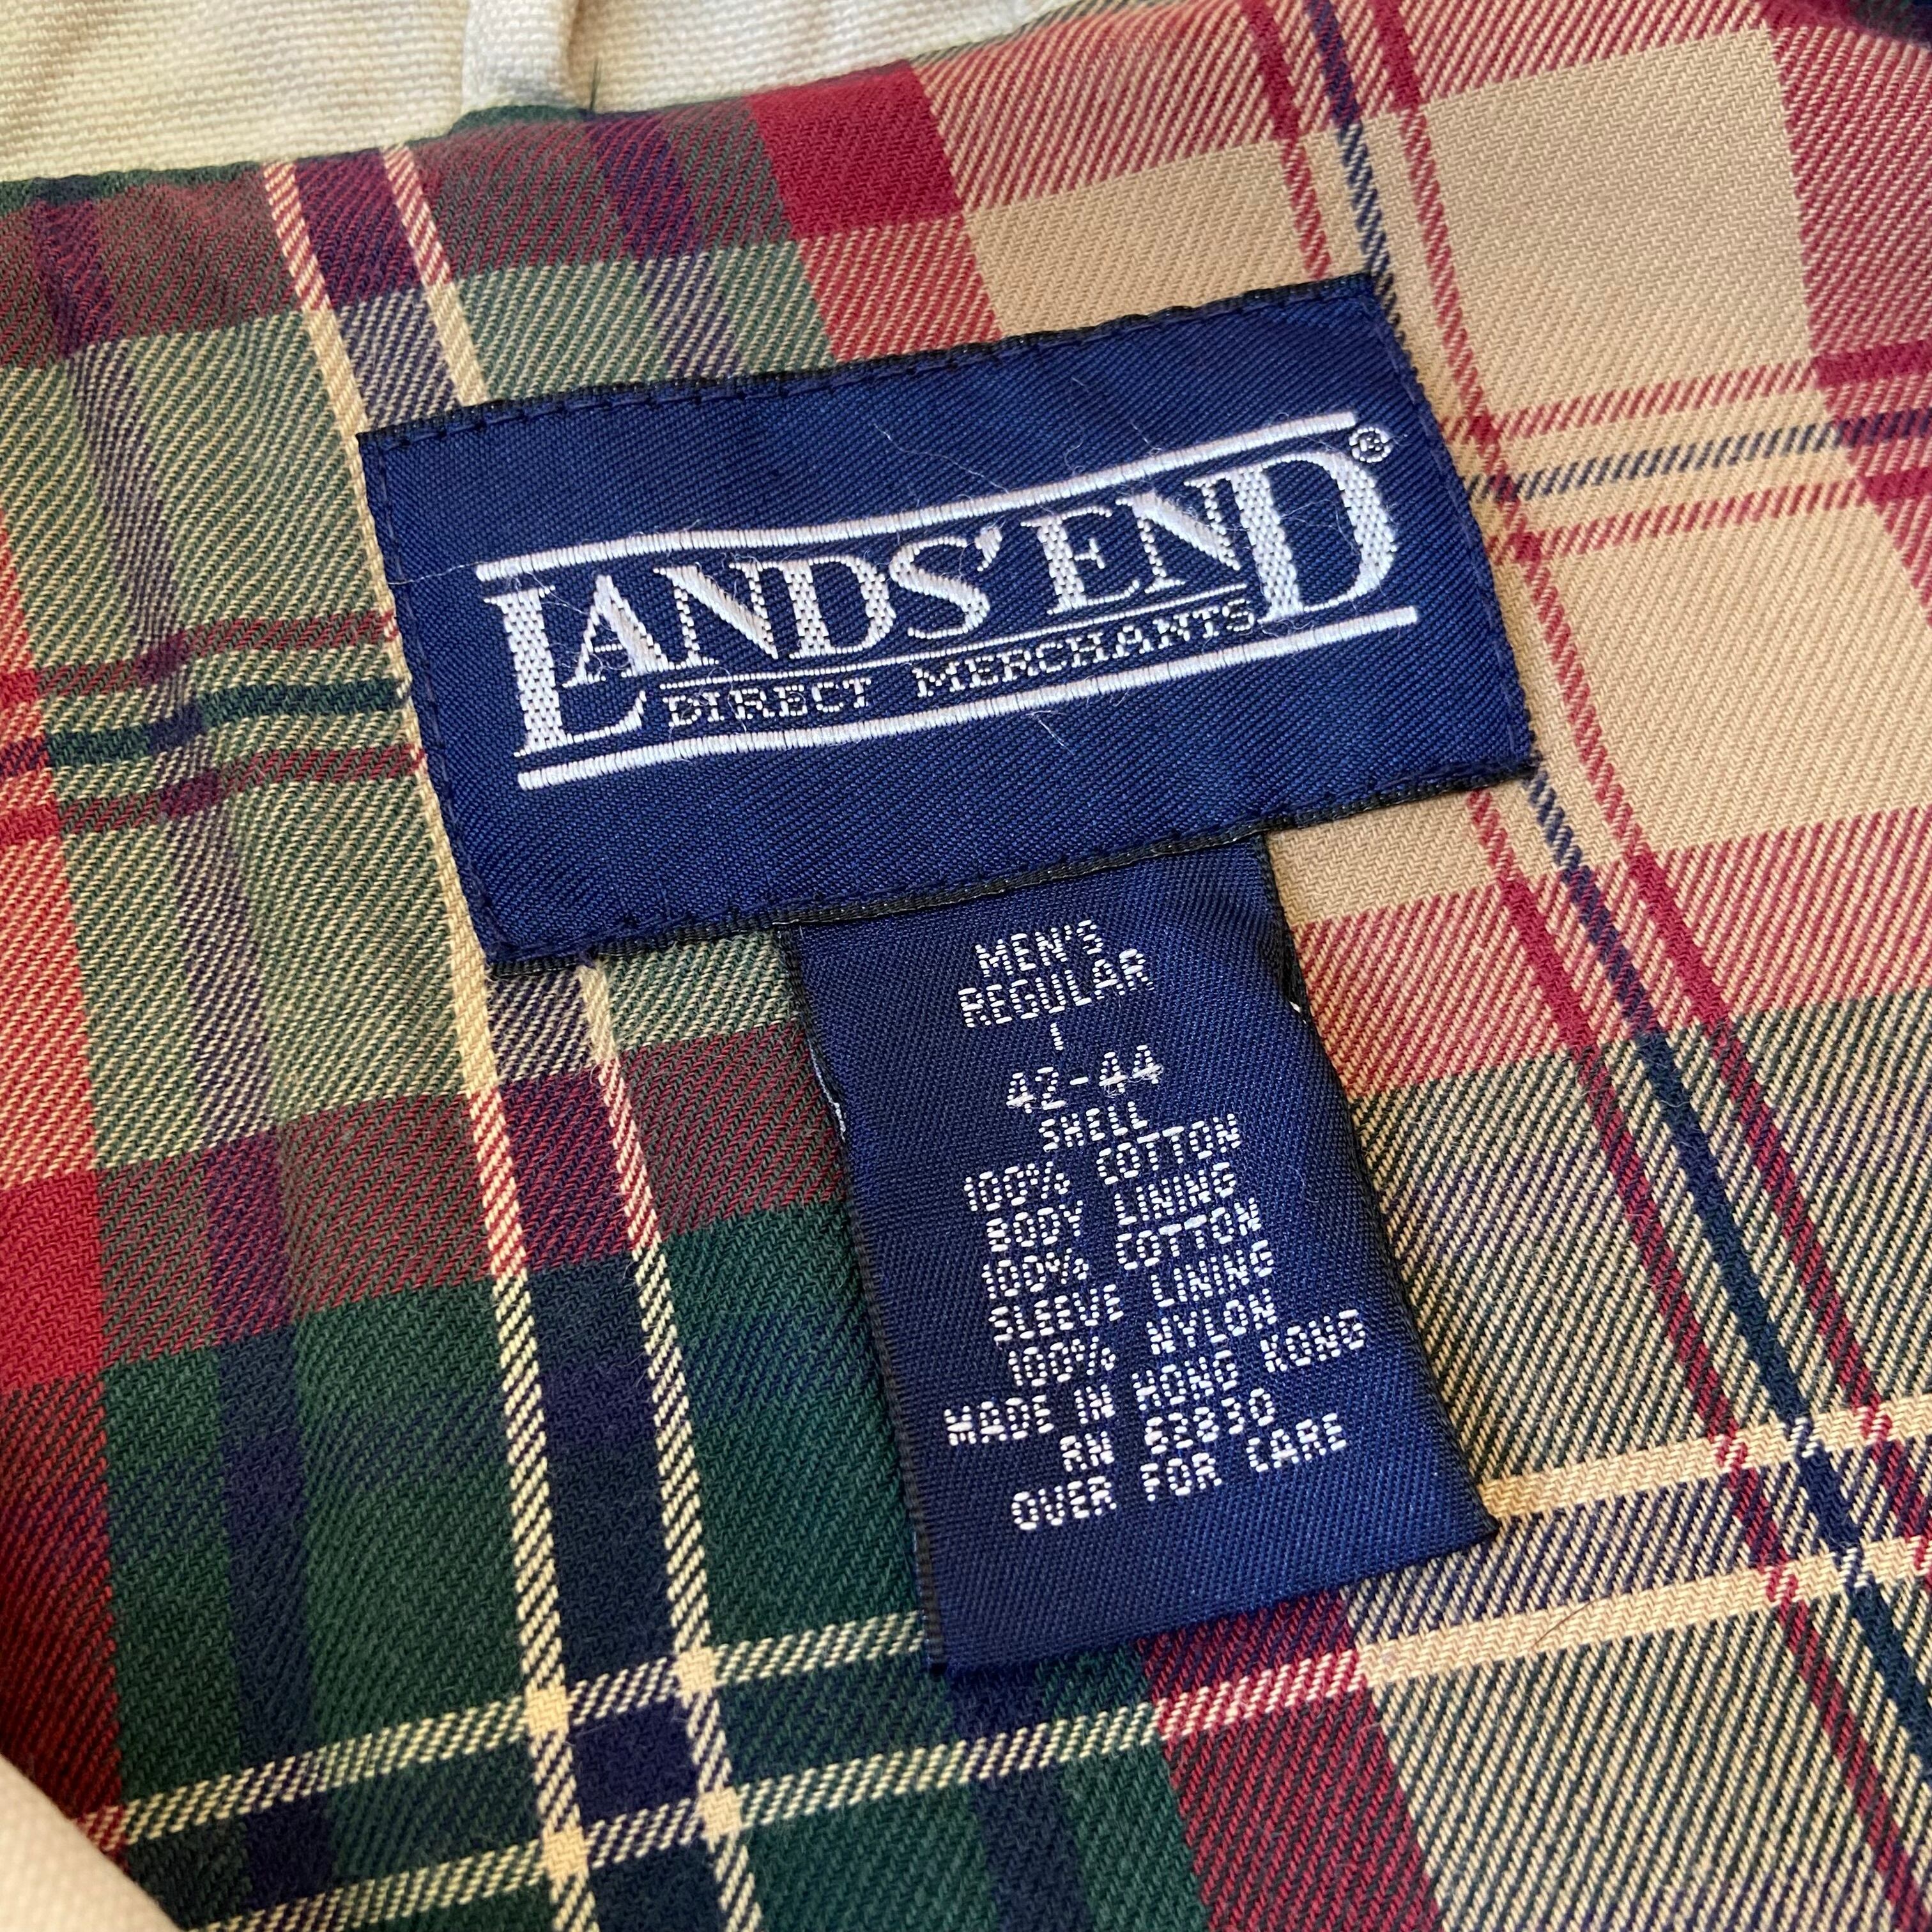 LANDS' END®
DIRECT MERCHANTS
MEN'S
REGULAR
L
42-44
SHELL
100% COTTON
BODY LINING
100% COTTON
SLEEVE LINING
100% NYLON
MADE IN HONG KONG
RN 62830
OVER FOR CARE